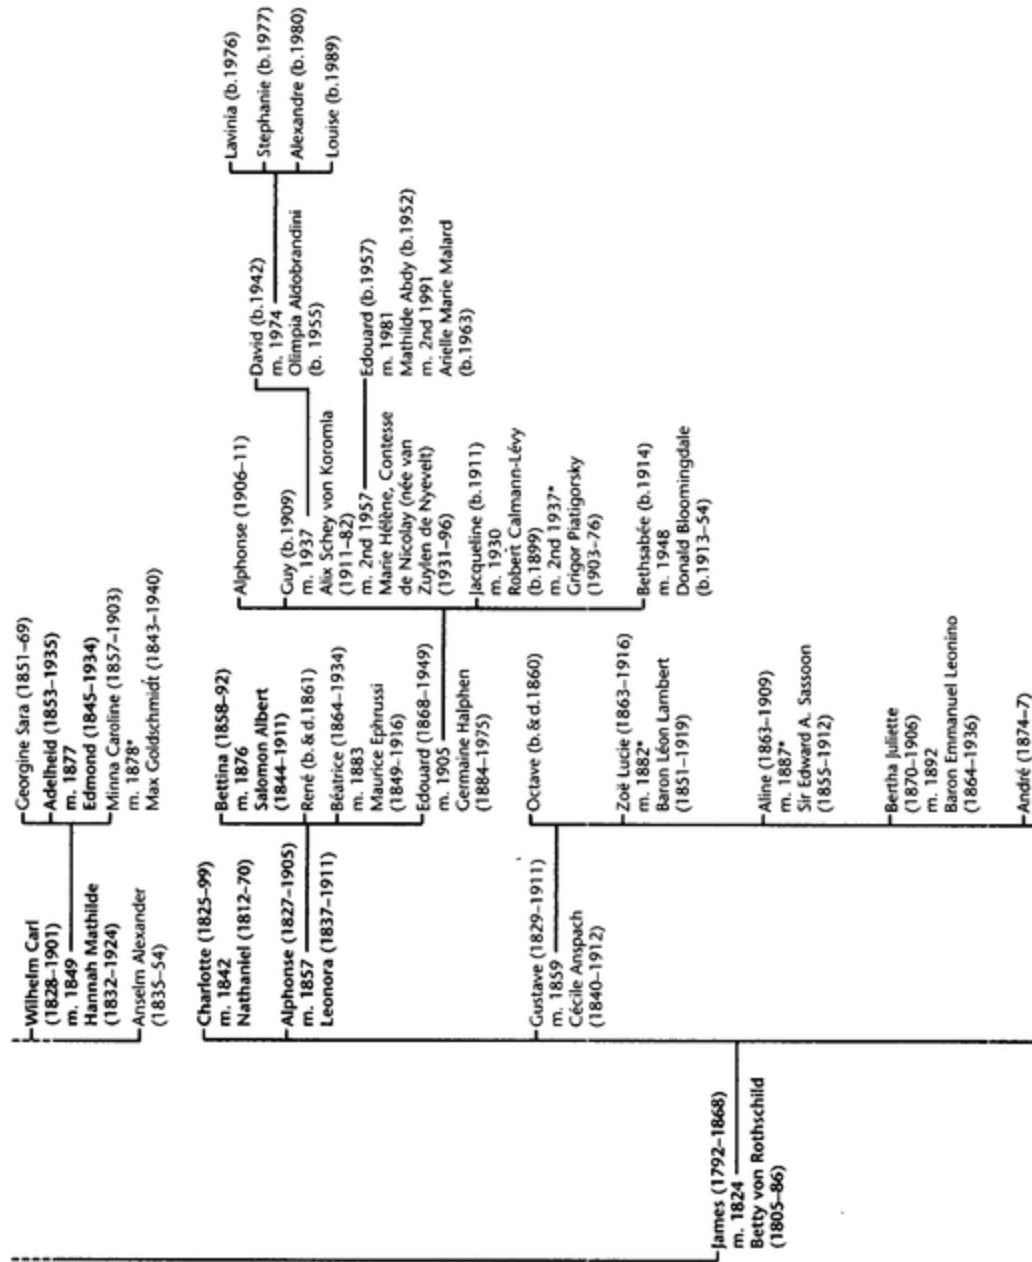 Georgine Sara (1851–69)
Adelheid (1853–1935)
m. 1877
Edmond (1845–1934)
Minna Caroline (1857–1903)
m. 1878*
Max Goldschmidt (1843–1940)
Wilhelm Carl
(1828–1901)
m. 1849
Hannah Mathilde
(1832–1924)
Anselm Alexander
(1835–54)
Charlotte (1825–99)
m. 1842
Nathaniel (1812–70)
Alphonse (1827–1905)
m. 1857
Leonora (1837–1911)
Bettina (1858–92)
m. 1876
Salomon Albert
(1844–1911)
René (b. & d.1861)
Béatrice (1864–1934)
m. 1883
Maurice Ephrussi
(1849–1916)
Edouard (1868–1949)
m. 1905
Germaine Halphen
(1884–1975)
Alphonse (1906–11)
Guy (b.1909)
m. 1937
Alix Schey von Koromla
(1911–82)
m. 2nd 1957
Marie Hélène, Contesse
de Nicolay (née van
Zuylen de Nyevelt)
(1931–96)
Jacqueline (b.1911)
m. 1930
Robert Calmann-Lévy
(b.1899)
m. 2nd 1937*
Grigor Piatigorsky
(1903–76)
Bethsabée (b.1914)
m. 1948
Donald Bloomingdale
(b.1913–54)
David (b.1942)
m. 1974
Olimpia Aldobrandini
(b. 1955)
Edouard (b.1957)
m. 1981
Mathilde Abdy (b.1952)
m. 2nd 1991
Arielle Marie Malard
(b.1963)
Lavinia (b.1976)
Stephanie (b.1977)
Alexandre (b.1980)
Louise (b.1989)
Gustave (1829–1911)
m. 1859
Cécile Anspach
(1840–1912)
Octave (b. & d.1860)
Zoë Lucie (1863–1916)
m. 1882*
Baron Léon Lambert
(1851–1919)
Aline (1863–1909)
m. 1887*
Sir Edward A. Sassoon
(1855–1912)
Bertha Juliette
(1870–1906)
m. 1892
Baron Emmanuel Leonino
(1864–1936)
André (1874–7)
James (1792–1868)
m. 1824
Betty von Rothschild
(1805–86)